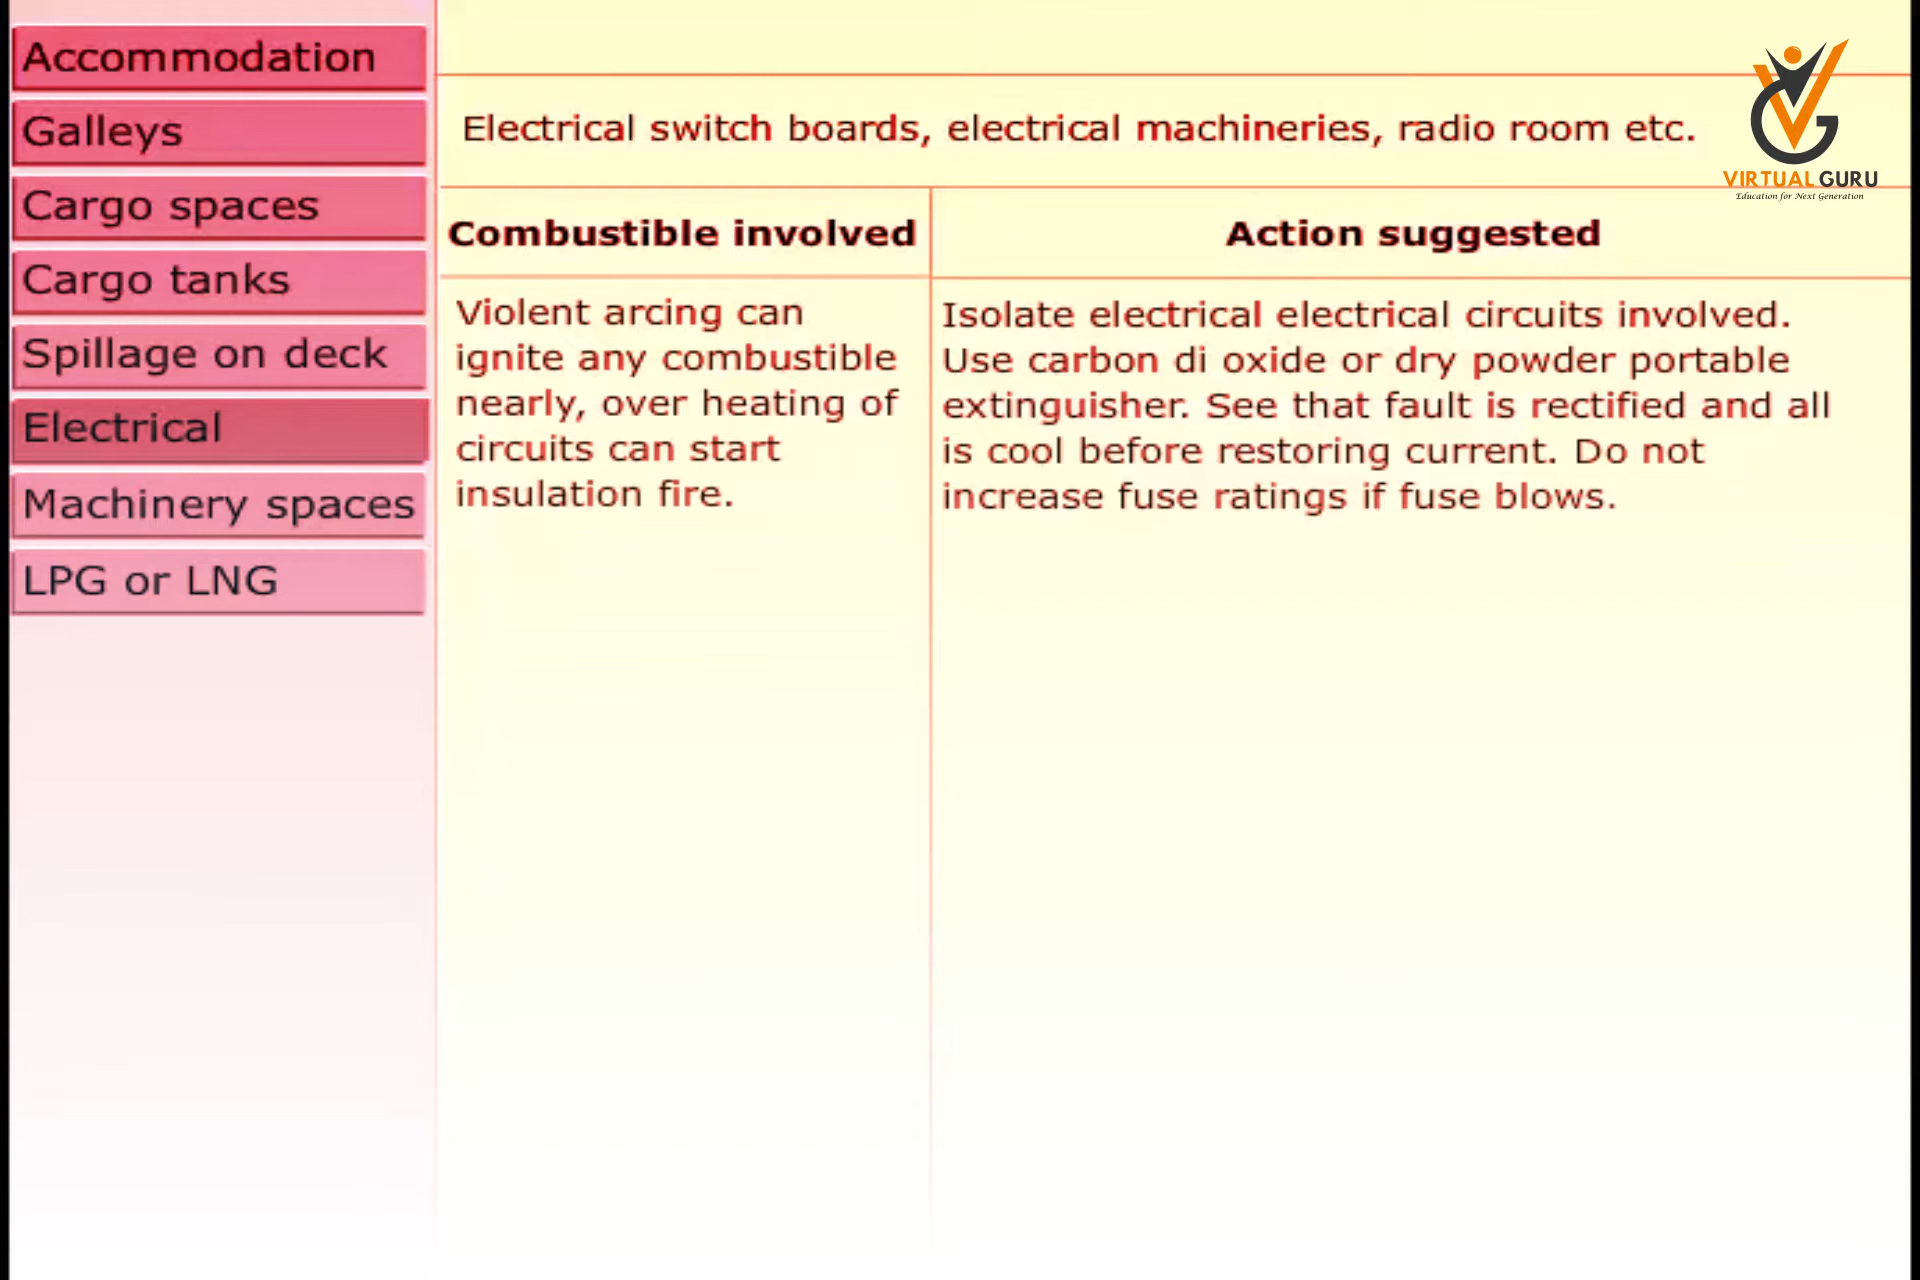 Accommodation
Galleys
Cargo spaces
Cargo tanks
Spillage on deck
Electrical
Machinery spaces
LPG or LNG
Electrical switch boards, electrical machineries, radio room etc.
VIRTUAL GURU
Education for Next Generation
Combustible involved
Violent arcing can
ignite any combustible
nearly, over heating of
circuits can start
insulation fire.
Action suggested
Isolate electrical electrical circuits involved.
Use carbon di oxide or dry powder portable
extinguisher. See that fault is rectified and all
is cool before restoring current. Do not
increase fuse ratings if fuse blows.